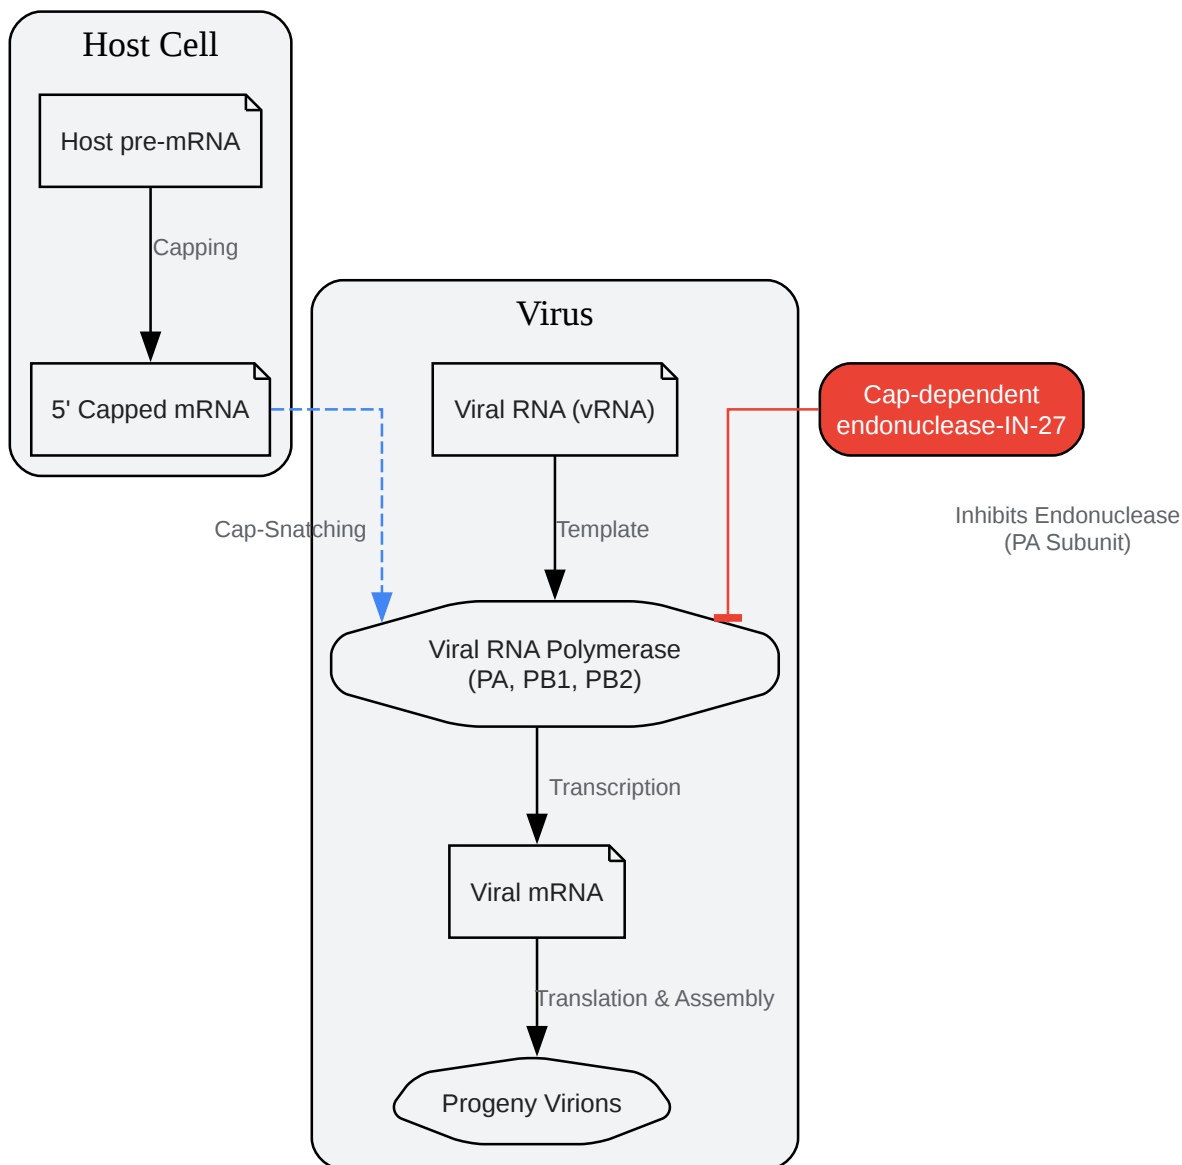 Host Cell
Host pre-mRNA
Capping
5' Capped mRNA
Virus
Viral RNA (vRNA)
Cap-dependent
endonuclease-IN-27
Cap-Snatching
Template
Inhibits Endonuclease
(PA Subunit)
Viral RNA Polymerase
(PA, PB1, PB2)
Transcription
Viral mRNA
Translation & Assembly
Progeny Virions